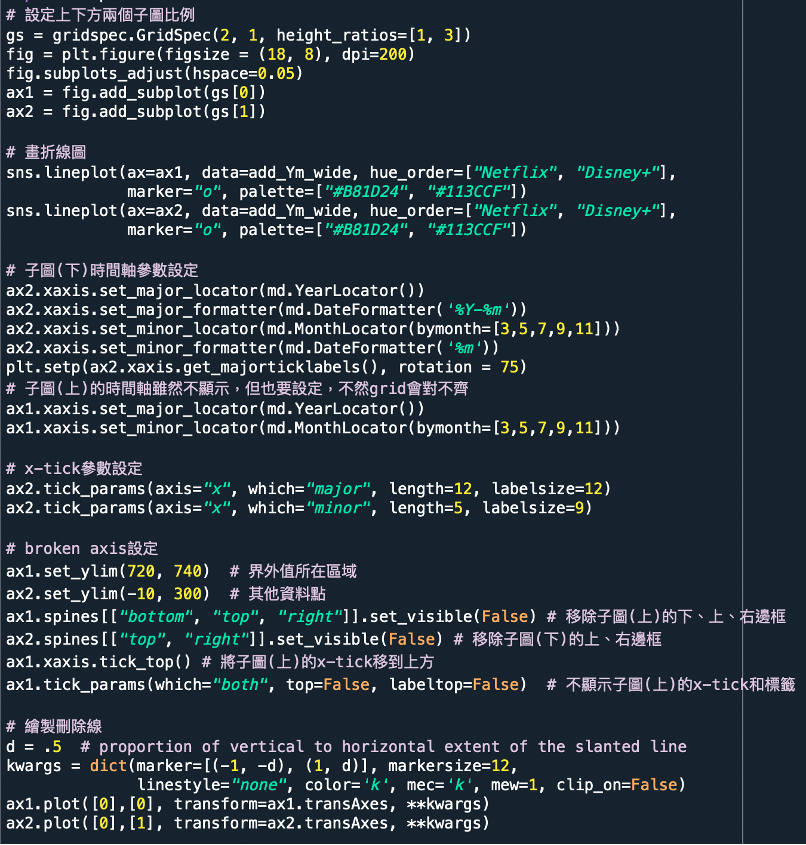 # 設定上下方兩個子圖比例
gs = gridspec.GridSpec(2, 1, height_ratios=[1, 3])
fig = plt.figure(figsize = (18, 8), dpi=200)
fig.subplots_adjust(hspace=0.05)
ax1 = fig.add_subplot(gs[0])
ax2 = fig.add_subplot(gs[1])

# 畫折線圖
sns.lineplot(ax=ax1, data=add_Ym_wide, hue_order=["Netflix", "Disney+"],
             marker="o", palette=["#B81D24", "#113CCF"])
sns.lineplot(ax=ax2, data=add_Ym_wide, hue_order=["Netflix", "Disney+"],
             marker="o", palette=["#B81D24", "#113CCF"])

# 子圖(下)時間軸參數設定
ax2.xaxis.set_major_locator(md.YearLocator())
ax2.xaxis.set_major_formatter(md.DateFormatter('%Y-%m'))
ax2.xaxis.set_minor_locator(md.MonthLocator(bymonth=[3,5,7,9,11]))
ax2.xaxis.set_minor_formatter(md.DateFormatter('%m'))
plt.setp(ax2.xaxis.get_majorticklabels(), rotation = 75)
# 子圖(上)的時間軸雖然不顯示，但也要設定，不然grid會對不齊
ax1.xaxis.set_major_locator(md.YearLocator())
ax1.xaxis.set_minor_locator(md.MonthLocator(bymonth=[3,5,7,9,11]))

# x-tick參數設定
ax2.tick_params(axis="x", which="major", length=12, labelsize=12)
ax2.tick_params(axis="x", which="minor", length=5, labelsize=9)

# broken axis設定
ax1.set_ylim(720, 740)  # 界外值所在區域
ax2.set_ylim(-10, 300)  # 其他資料點
ax1.spines[["bottom", "top", "right"]].set_visible(False) # 移除子圖(上)的下、上、右邊框
ax2.spines[["top", "right"]].set_visible(False) # 移除子圖(下)的上、右邊框
ax1.xaxis.tick_top() # 將子圖(上)的x-tick移到上方
ax1.tick_params(which="both", top=False, labeltop=False)  # 不顯示子圖(上)的x-tick和標籤

# 繪製刪除線
d = .5  # proportion of vertical to horizontal extent of the slanted line
kwargs = dict(marker=[(-1, -d), (1, d)], markersize=12,
              linestyle="none", color='k', mec='k', mew=1, clip_on=False)
ax1.plot([0],[0], transform=ax1.transAxes, **kwargs)
ax2.plot([0],[1], transform=ax2.transAxes, **kwargs)